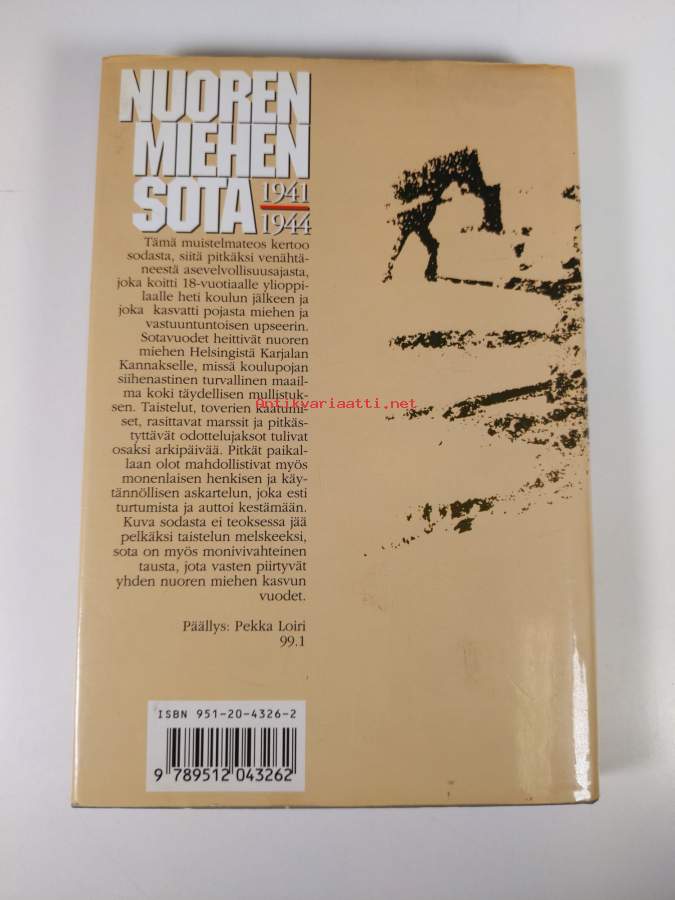 NUOREN
MIEHEN
SOTA 1941
1944
Tämä muistelmateos kertoo
sodasta, siitä pitkäksi venähtä-
neestä asevelvollisuusajasta,
joka koitti 18-vuotiaalle ylioppi-
laalle heti koulun jälkeen ja
joka kasvatti pojasta miehen ja
vastuuntuntoisen upseerin.
Sotavuodet heittivät nuoren
miehen Helsingistä Karjalan
Kannakselle, missä koulupojan
siihenastinen turvallinen maail-
ma koki täydellisen mullistuk-
sen. Taistelut, toverien kaatumi-
set, rasittavat marssit ja pitkäs-
tyttävät odottelujaksot tulivat
osaksi arkipäivää. Pitkät paikal-
laan olot mahdollistivat myös
monenlaisen henkisen ja käy-
tännöllisen askartelun, joka esti
turtumista ja auttoi kestämään.
Kuva sodasta ei teoksessa jää
pelkäksi taistelun melskeeksi,
sota on myös monivivahteinen
tausta, jota vasten piirtyvät
yhden nuoren miehen kasvun
vuodet.
Päällys: Pekka Loiri
99.1
ISBN 951-20-4326-2
9 789512 043262
Antikvariaatti.net